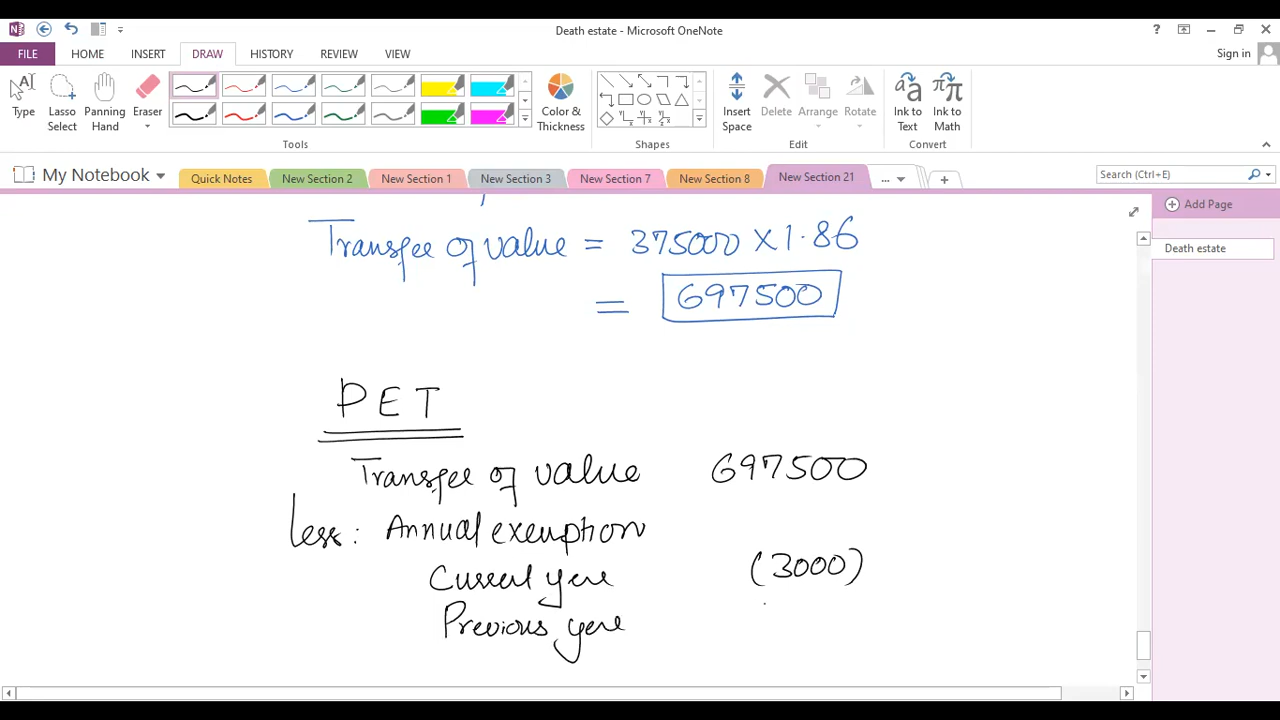 Death estate - Microsoft OneNote
FILE HOME INSERT DRAW HISTORY REVIEW VIEW
Sign in
Type Lasso Select Panning Hand Eraser
Color & Thickness
Insert Space Delete Arrange Rotate
Ink to Text Ink to Math
Tools Shapes Edit Convert
My Notebook Quick Notes New Section 2 New Section 1 New Section 3 New Section 7 New Section 8 New Section 21 ...
Search (Ctrl+E)
Add Page
Death estate
Transfer of value = 375000 X 1.86
= 697500
PET
Transfer of value 697500
less: Annual exemption
Current year (3000)
Previous year